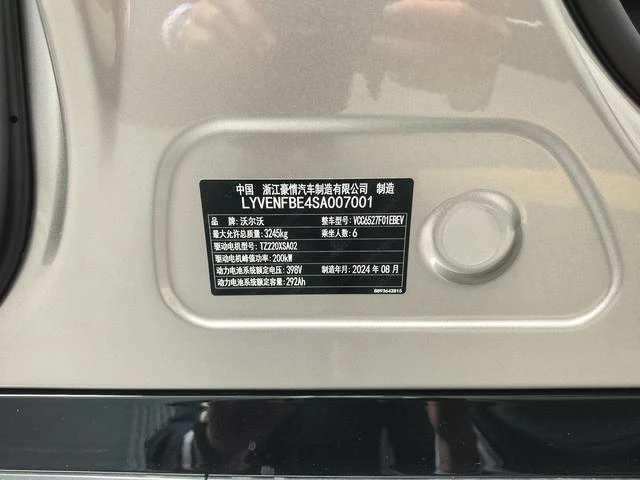 中国 浙江豪情汽车制造有限公司 制造
LYVENFBE4SA007001
品牌：沃尔沃 整车型号：VCC6527F01EBEV
最大允许总质量：3245kg 乘坐人数：6
驱动电机型号：TZ220XSA02
驱动电机峰值功率：200kW
动力电池系统额定电压：398V 制造年月：2024 年 08 月
动力电池系统额定容量：292Ah
8893642815